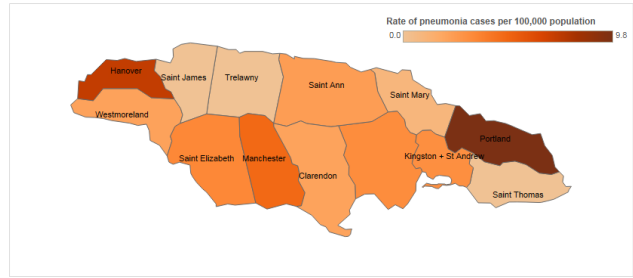 Rate of pneumonia cases per 100,000 population
0.0 9.8
Hanover
Saint James
Trelawny
Saint Ann
Saint Mary
Westmoreland
Portland
Saint Elizabeth
Manchester
Kingston + St Andrew
Clarendon
Saint Thomas